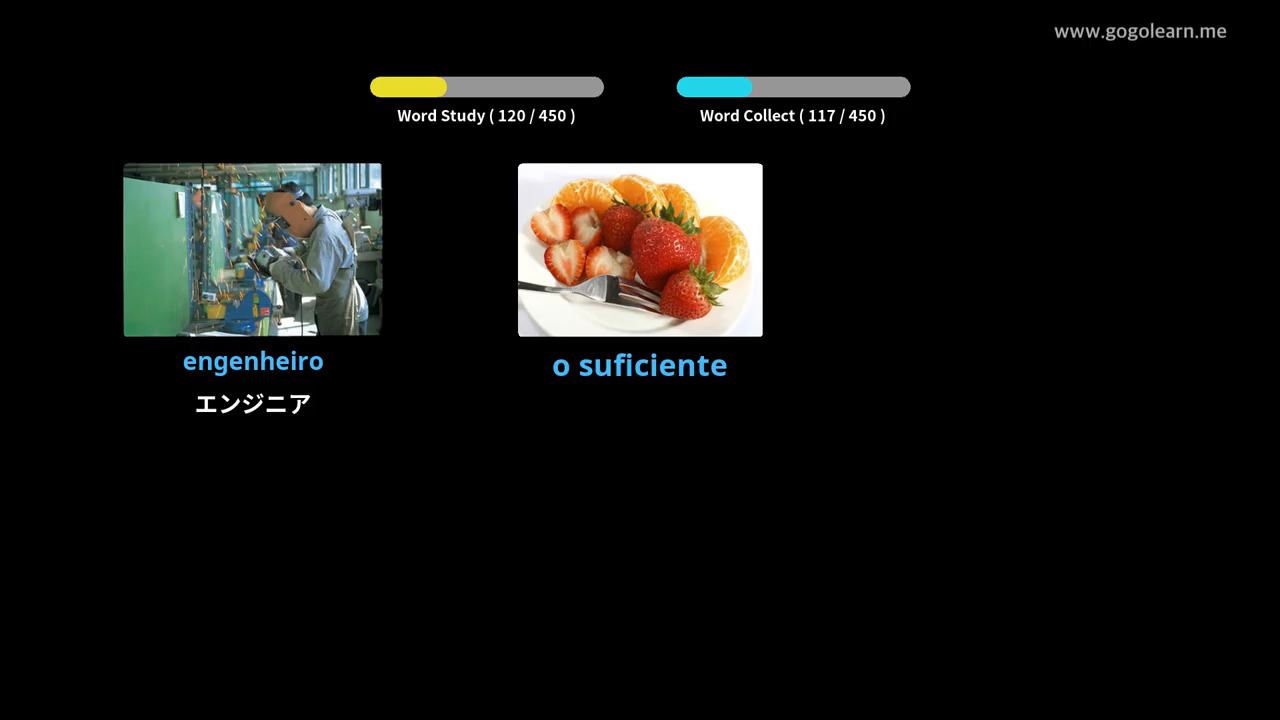 www.gogolearn.me
Word Study ( 120 / 450 )
Word Collect ( 117 / 450 )
engenheiro
エンジニア
o suficiente